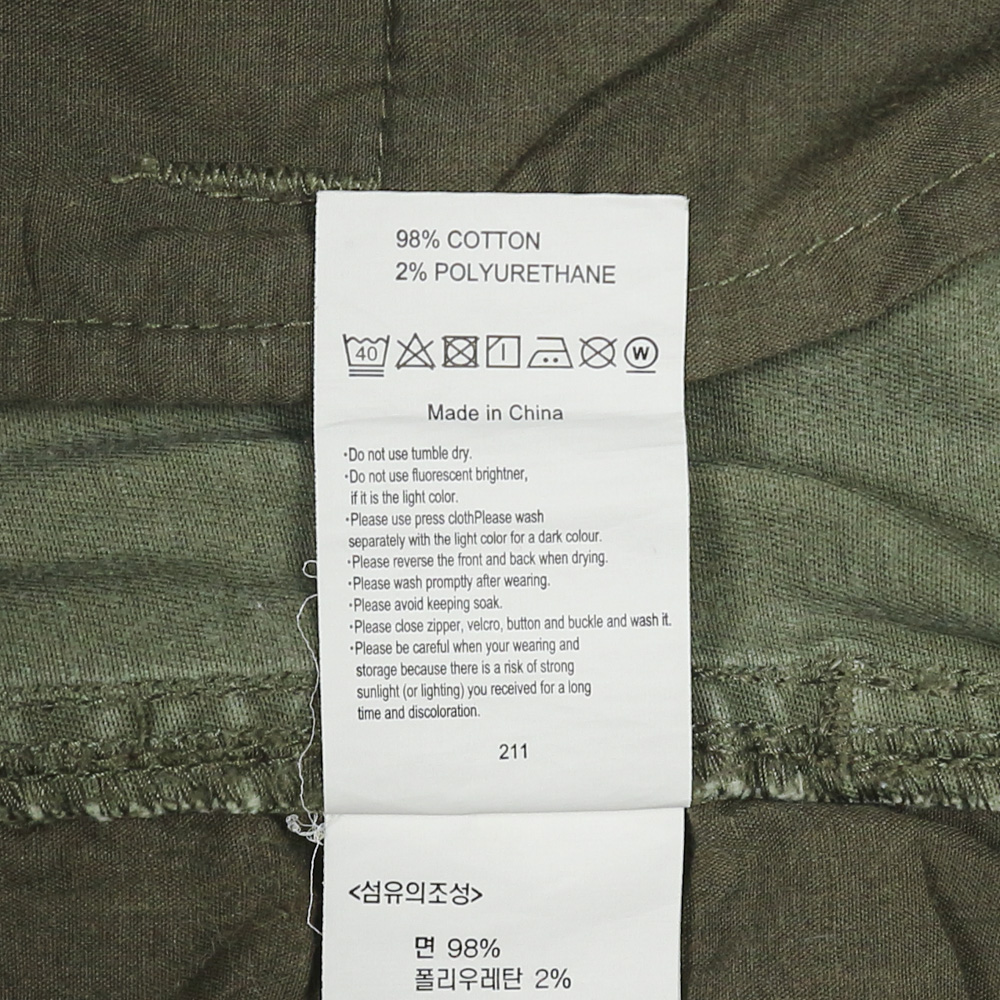 98% COTTON
2% POLYURETHANE
40
W
Made in China
·Do not use tumble dry.
·Do not use fluorescent brightner,
if it is the light color.
·Please use press clothPlease wash
separately with the light color for a dark colour.
·Please reverse the front and back when drying.
·Please wash promptly after wearing.
·Please avoid keeping soak.
·Please close zipper, velcro, button and buckle and wash it.
·Please be careful when your wearing and
storage because there is a risk of strong
sunlight (or lighting) you received for a long
time and discoloration.
211
<섬유의조성>
면 98%
폴리우레탄 2%